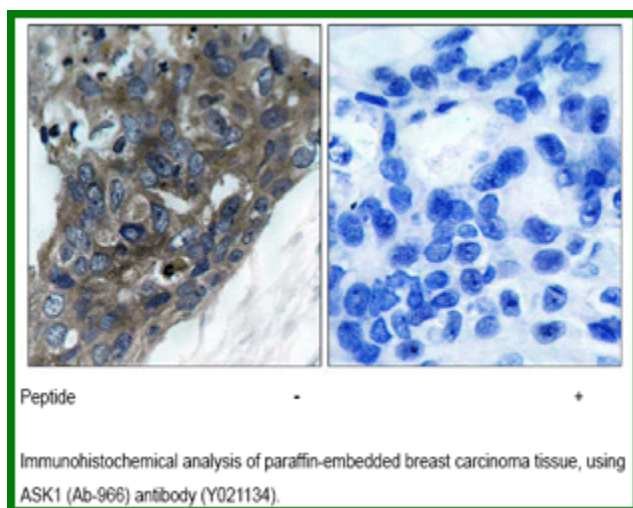 Peptide - +
Immunohistochemical analysis of paraffin-embedded breast carcinoma tissue, using
ASK1 (Ab-966) antibody (Y021134).